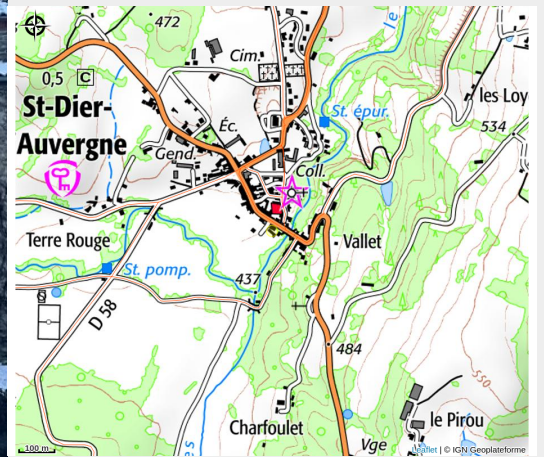 472
Cim.
0,5 C
St-Dier-
Auvergne
Éc.
Gend.
St. épur.
les Loy
534
Coll.
Terre Rouge
Vallet
St. pomp.
437
D 58
484
550
Charfoulet
le Pirou
Vge
100 m
Leaflet | © IGN Geoplateforme